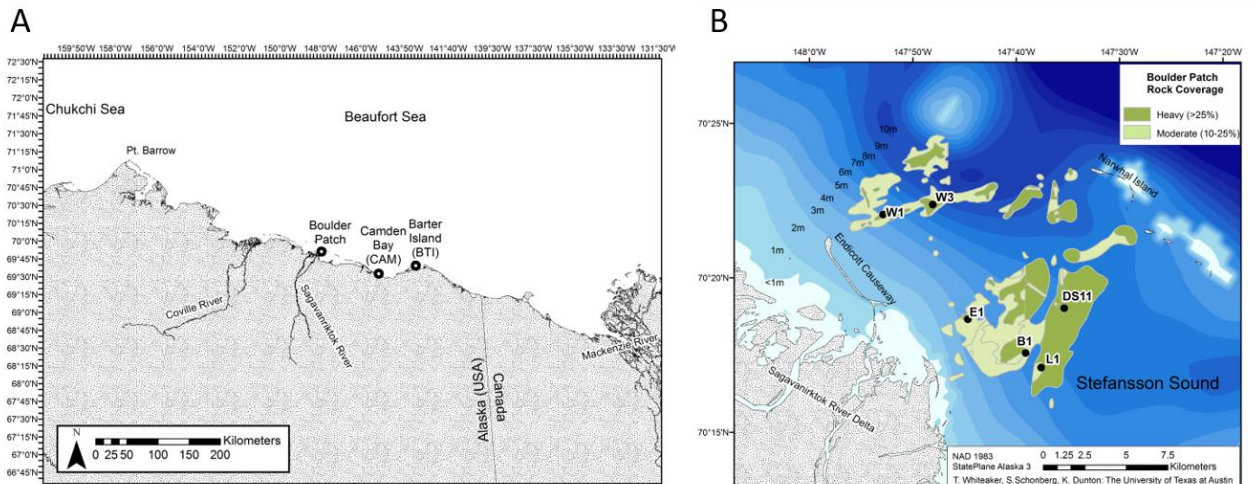 A
159°50'W 156°0'W 154°0'W 152°0'W 150°0'W 147°50'W 145°50'W 143°50'W 141°50'W 139°30'W 137°30'W 135°30'W 133°30'W 131°30'W
72°30'N
72°15'N
72°0'N
71°45'N
71°30'N
71°15'N
71°0'N
70°45'N
70°30'N
70°15'N
70°0'N
69°45'N
69°30'N
69°15'N
69°0'N
68°45'N
68°30'N
68°15'N
68°0'N
67°45'N
67°30'N
67°15'N
67°0'N
66°45'N
Chukchi Sea
Beaufort Sea
Pt. Barrow
Boulder
Patch
Camden
Bay
(CAM)
Barter
Island
(BTI)
Coville River
Sagavanriktok River
Mackenzie River
Alaska (USA)
Canada
N
0 25 50 100 150 200 Kilometers
B
148°0'W 147°50'W 147°40'W 147°30'W 147°20'W
70°25'N
70°20'N
70°15'N
Boulder Patch
Rock Coverage
Heavy (>25%)
Moderate (10-25%)
10m
9m
8m
7m
6m
5m
4m
3m
2m
1m
<1m
Narwhal Island
W1
W3
Endicott Causeway
E1
DS11
B1
L1
Stefansson Sound
Sagavanirktok River Delta
NAD 1983
StatePlane Alaska 3
0 1.25 2.5 5 7.5
Kilometers
T. Whiteaker, S.Schonberg, K. Dunton: The University of Texas at Austin